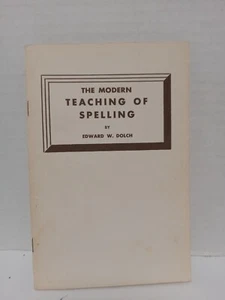 THE MODERN
TEACHING OF
SPELLING
BY
EDWARD W. DOLCH